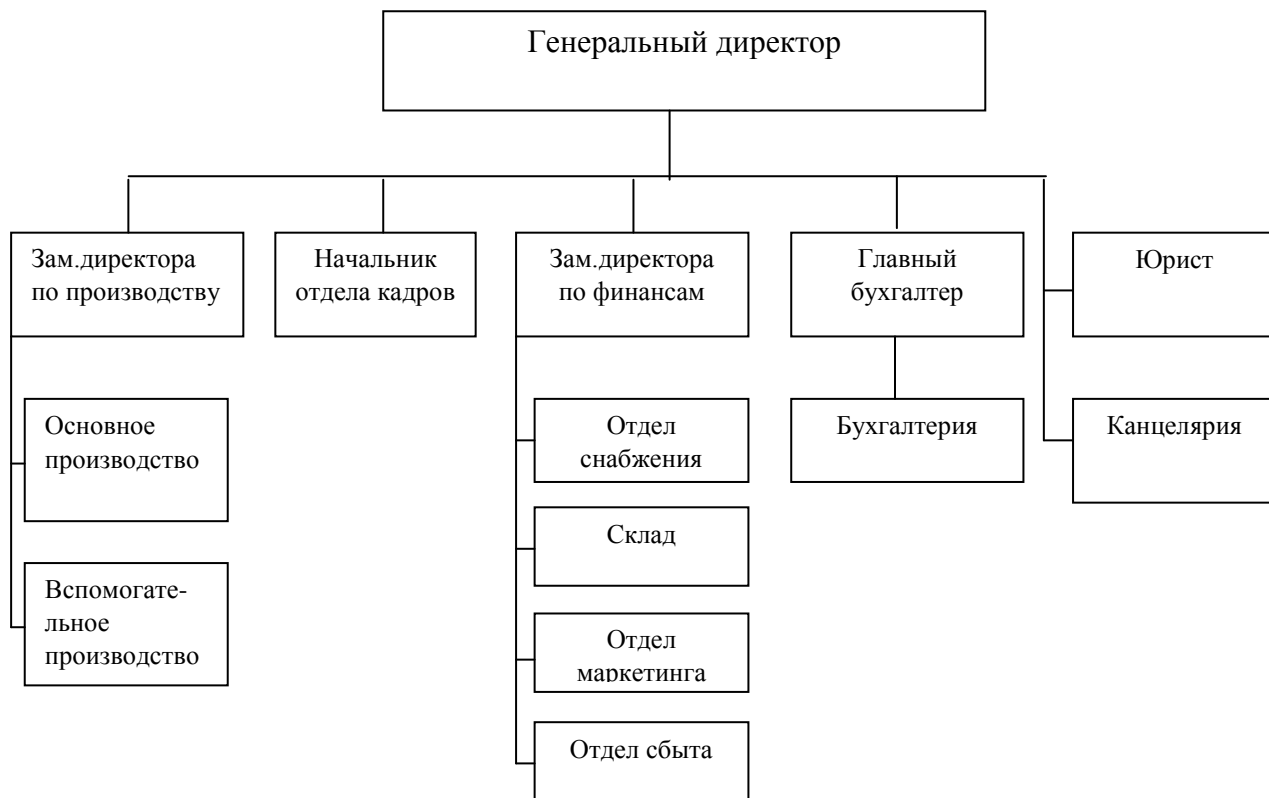 Генеральный директор
Зам.директора
по производству
Начальник
отдела кадров
Зам.директора
по финансам
Главный
бухгалтер
Юрист
Основное
производство
Отдел
снабжения
Бухгалтерия
Канцелярия
Склад
Вспомогате-
льное
производство
Отдел
маркетинга
Отдел сбыта